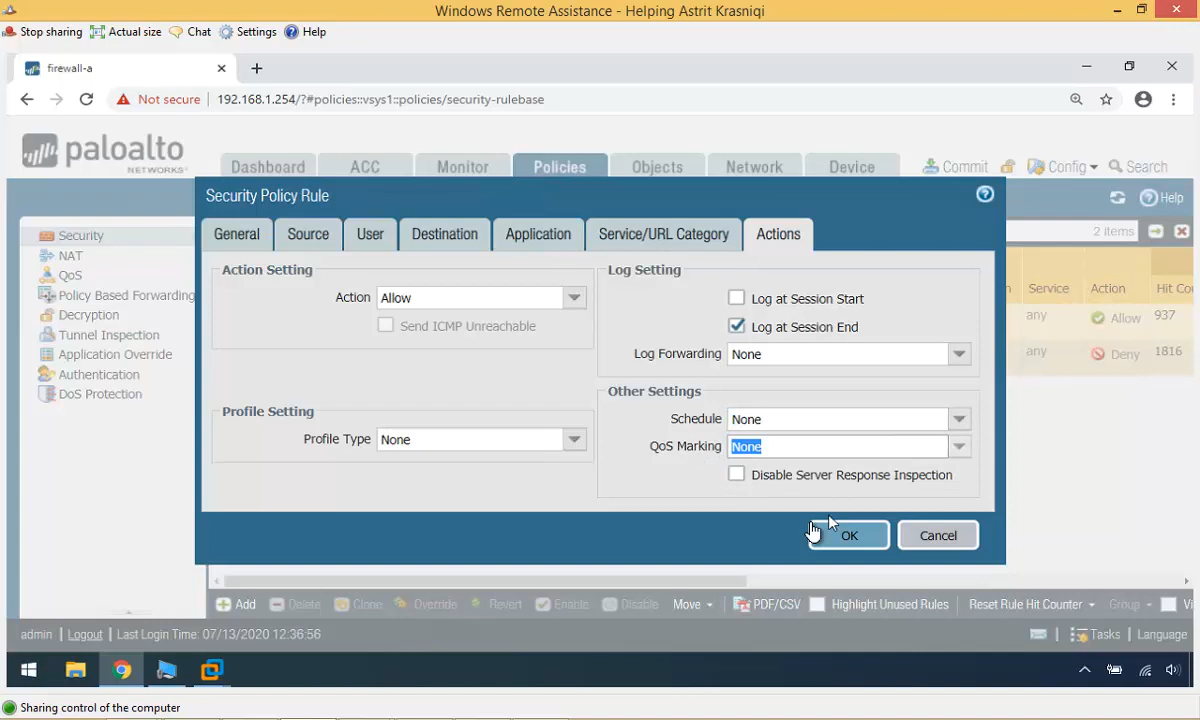 Windows Remote Assistance - Helping Astrit Krasniqi
Stop sharing Actual size Chat Settings Help
firewall-a
Not secure 192.168.1.254/?#policies::vsys1::policies/security-rulebase
paloalto
NETWORKS
Dashboard ACC Monitor Policies Objects Network Device Commit Config Search
Security Policy Rule
Help
General Source User Destination Application Service/URL Category Actions
2 items
Security
NAT
QoS
Policy Based Forwarding
Decryption
Tunnel Inspection
Application Override
Authentication
DoS Protection
Action Setting
Action Allow
Send ICMP Unreachable
Profile Setting
Profile Type None
Log Setting
Log at Session Start
Log at Session End
Log Forwarding None
Other Settings
Schedule None
QoS Marking None
Disable Server Response Inspection
OK Cancel
Service Action Hit Co
any Allow 937
any Deny 1816
Add Delete Clone Override Revert Enable Disable Move PDF/CSV Highlight Unused Rules Reset Rule Hit Counter Group Vi
admin | Logout | Last Login Time: 07/13/2020 12:36:56
Tasks | Language
Sharing control of the computer